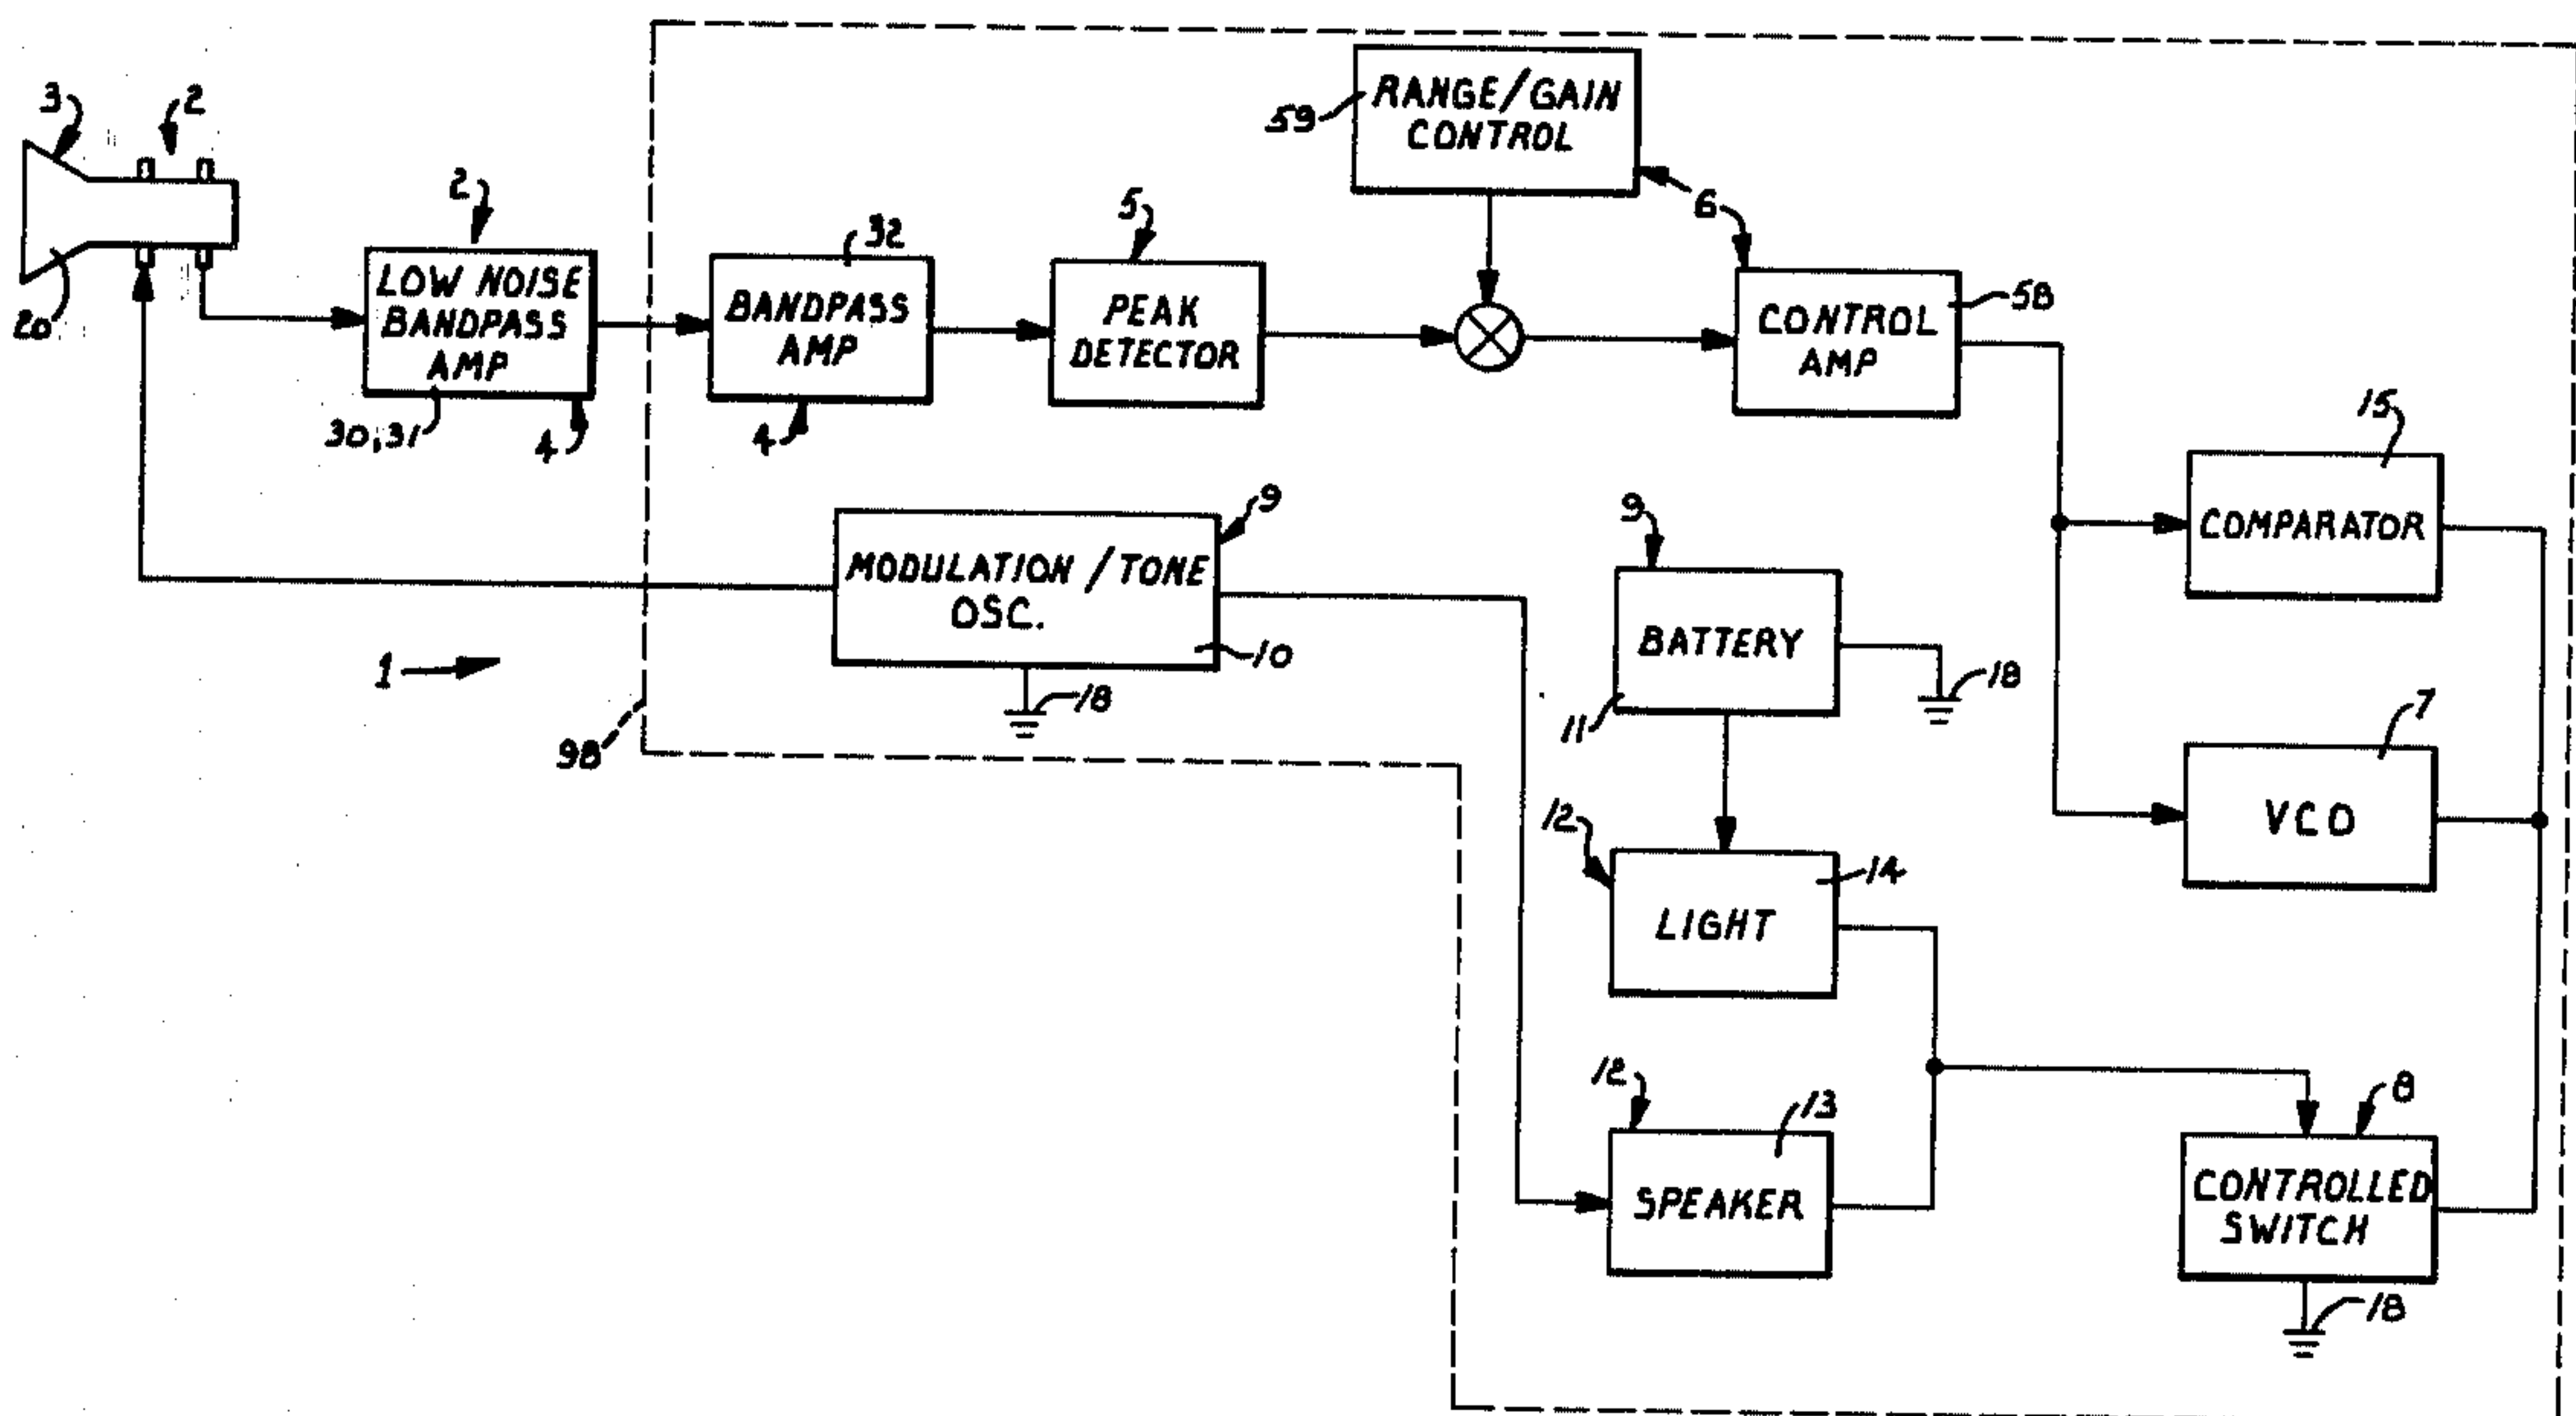 3
2
20
2
LOW NOISE
BANDPASS
AMP
30,31
4
32
BANDPASS
AMP
4
5
PEAK
DETECTOR
59
RANGE/GAIN
CONTROL
6
CONTROL
AMP
58
15
COMPARATOR
9
MODULATION / TONE
OSC.
10
18
9
BATTERY
11
18
1
98
7
VCO
12
LIGHT
14
12
SPEAKER
13
8
CONTROLLED
SWITCH
18